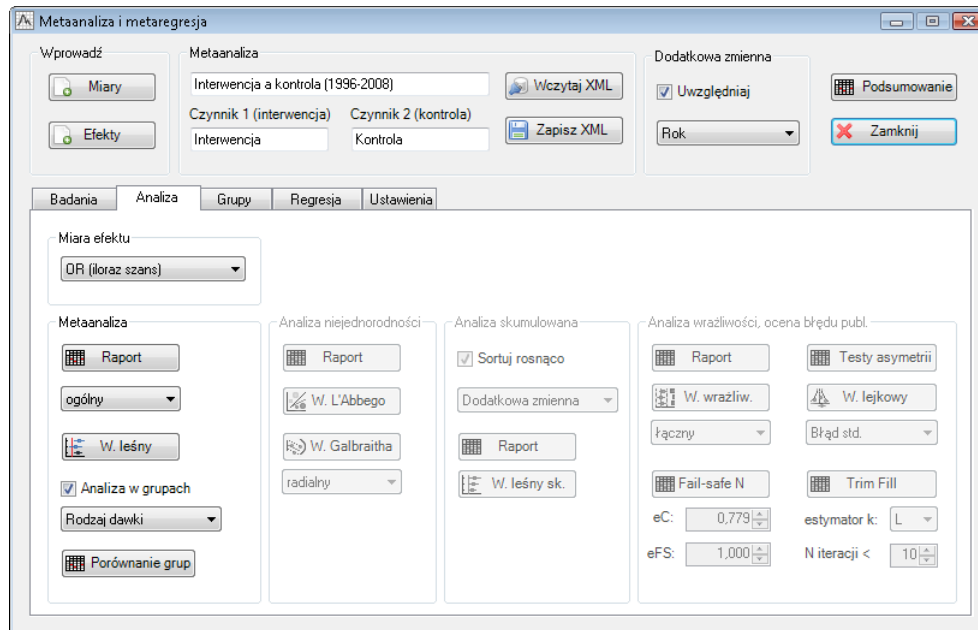 Metaanaliza i metaregresja
Wprowadź
Miary
Efekty
Metaanaliza
Interwencja a kontrola (1996-2008)
Czynnik 1 (interwencja) Czynnik 2 (kontrola)
Interwencja Kontrola
Wczytaj XML
Zapisz XML
Dodatkowa zmienna
Uwzględniaj
Rok
Podsumowanie
Zamknij
Badania Analiza Grupy Regresja Ustawienia
Miara efektu
OR (iloraz szans)
Metaanaliza
Raport
ogólny
W. leśny
Analiza w grupach
Rodzaj dawki
Porównanie grup
Analiza niejednorodności
Raport
W. L'Abbego
W. Galbraitha
radialny
Analiza skumulowana
Sortuj rosnąco
Dodatkowa zmienna
Raport
W. leśny sk.
Analiza wrażliwości, ocena błędu publ.
Raport Testy asymetrii
W. wrażliw. W. lejkowy
łączny Błąd std.
Fail-safe N Trim Fill
eC: 0,779 estymator k: L
eFS: 1,000 N iteracji < 10